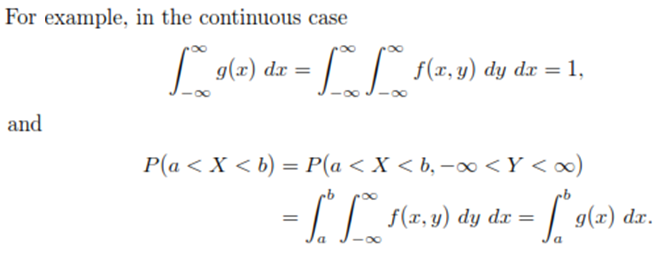 For example, in the continuous case
∫_{-∞}^{∞} g(x) dx = ∫_{-∞}^{∞} ∫_{-∞}^{∞} f(x, y) dy dx = 1,
and
P(a < X < b) = P(a < X < b, −∞ < Y < ∞)
= ∫_{a}^{b} ∫_{-∞}^{∞} f(x, y) dy dx = ∫_{a}^{b} g(x) dx.